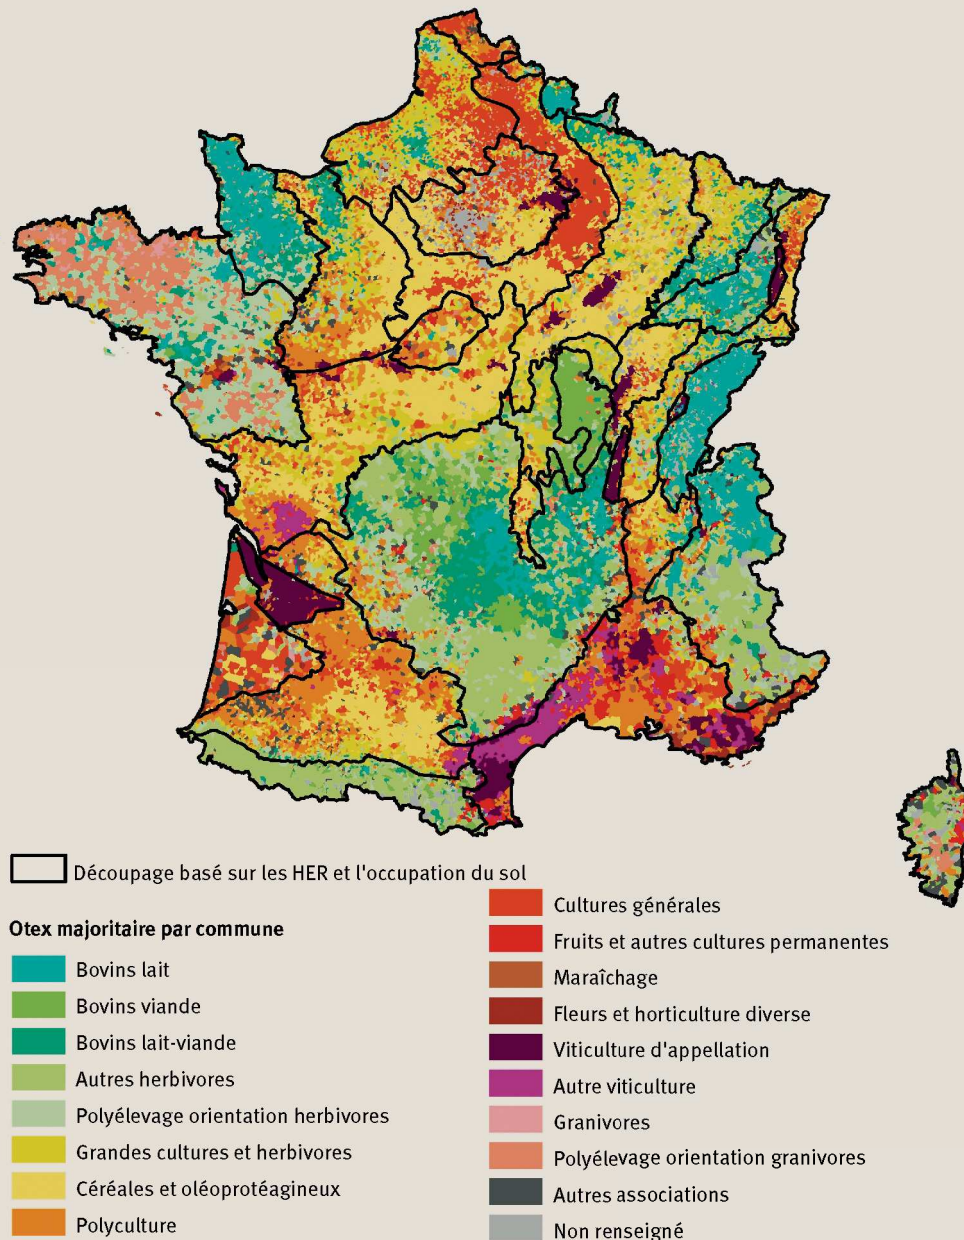 Découpage basé sur les HER et l'occupation du sol
Otex majoritaire par commune
Bovins lait
Bovins viande
Bovins lait-viande
Autres herbivores
Polyélevage orientation herbivores
Grandes cultures et herbivores
Céréales et oléoprotéagineux
Polyculture
Cultures générales
Fruits et autres cultures permanentes
Maraîchage
Fleurs et horticulture diverse
Viticulture d'appellation
Autre viticulture
Granivores
Polyélevage orientation granivores
Autres associations
Non renseigné